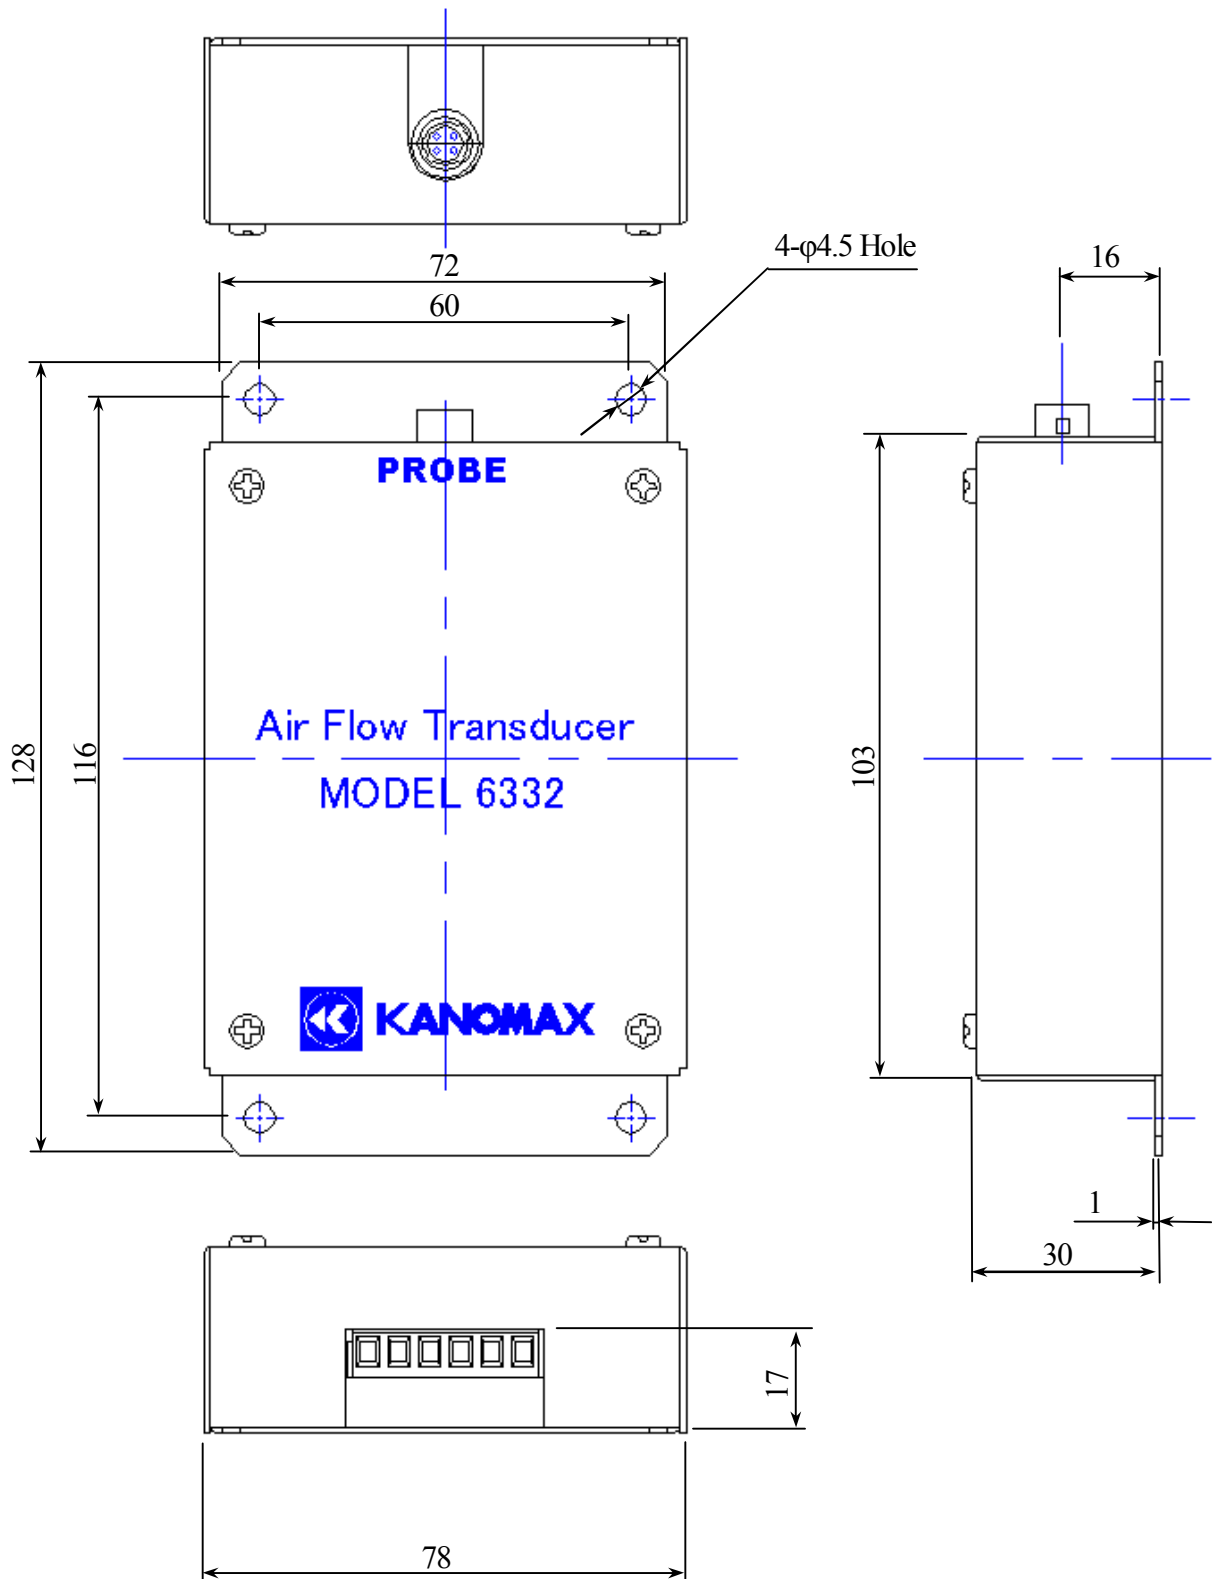 4-φ4.5 Hole
72
16
60
PROBE
128
116
103
Air Flow Transducer
MODEL 6332
KANOMAX
1
30
17
78